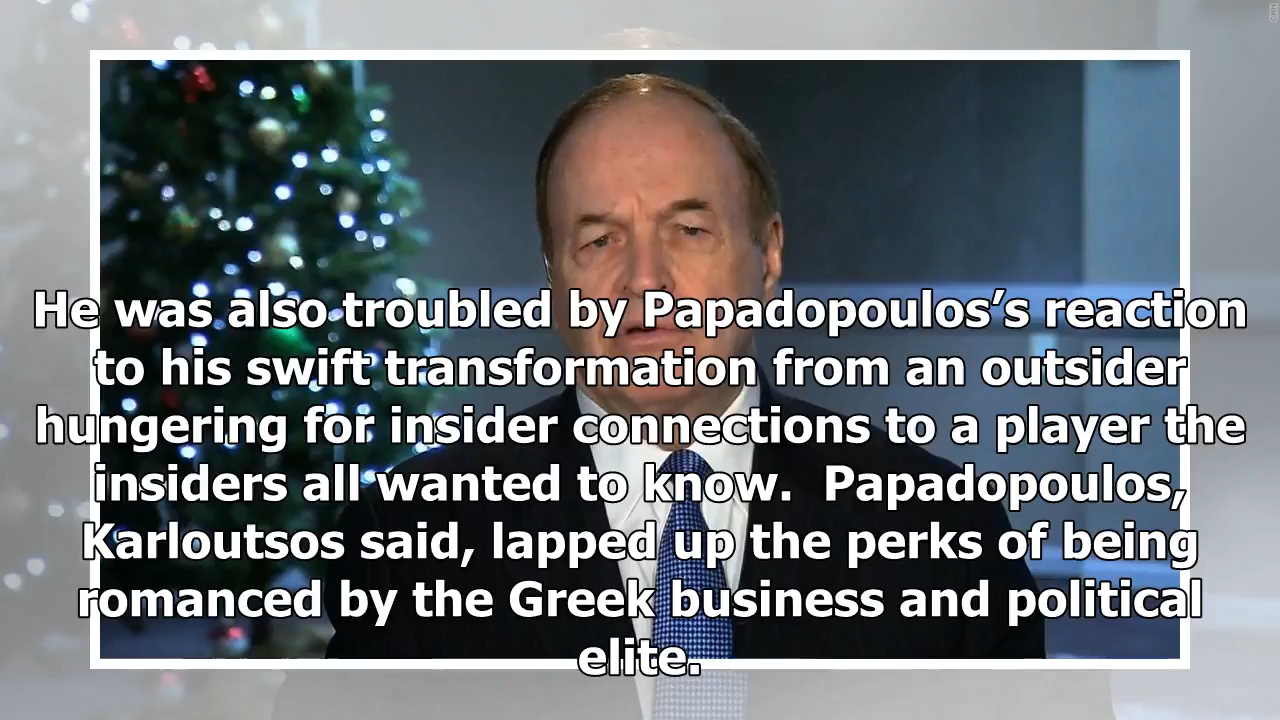 CNN
He was also troubled by Papadopoulos’s reaction
to his swift transformation from an outsider
hungering for insider connections to a player the
insiders all wanted to know.  Papadopoulos,
Karloutsos said, lapped up the perks of being
romanced by the Greek business and political
elite.